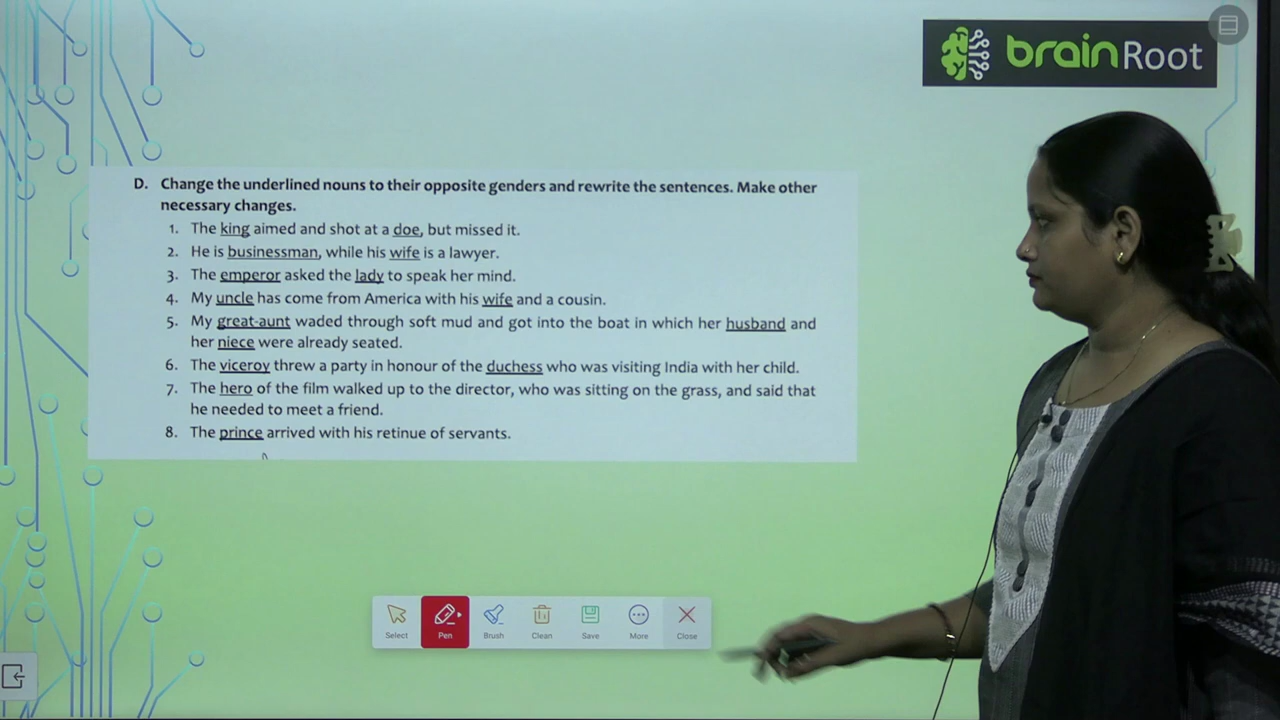 brainRoot
D. Change the underlined nouns to their opposite genders and rewrite the sentences. Make other
necessary changes.
1. The king aimed and shot at a doe, but missed it.
2. He is businessman, while his wife is a lawyer.
3. The emperor asked the lady to speak her mind.
4. My uncle has come from America with his wife and a cousin.
5. My great-aunt waded through soft mud and got into the boat in which her husband and
her niece were already seated.
6. The viceroy threw a party in honour of the duchess who was visiting India with her child.
7. The hero of the film walked up to the director, who was sitting on the grass, and said that
he needed to meet a friend.
8. The prince arrived with his retinue of servants.
Select Pen Brush Clean Save More Close